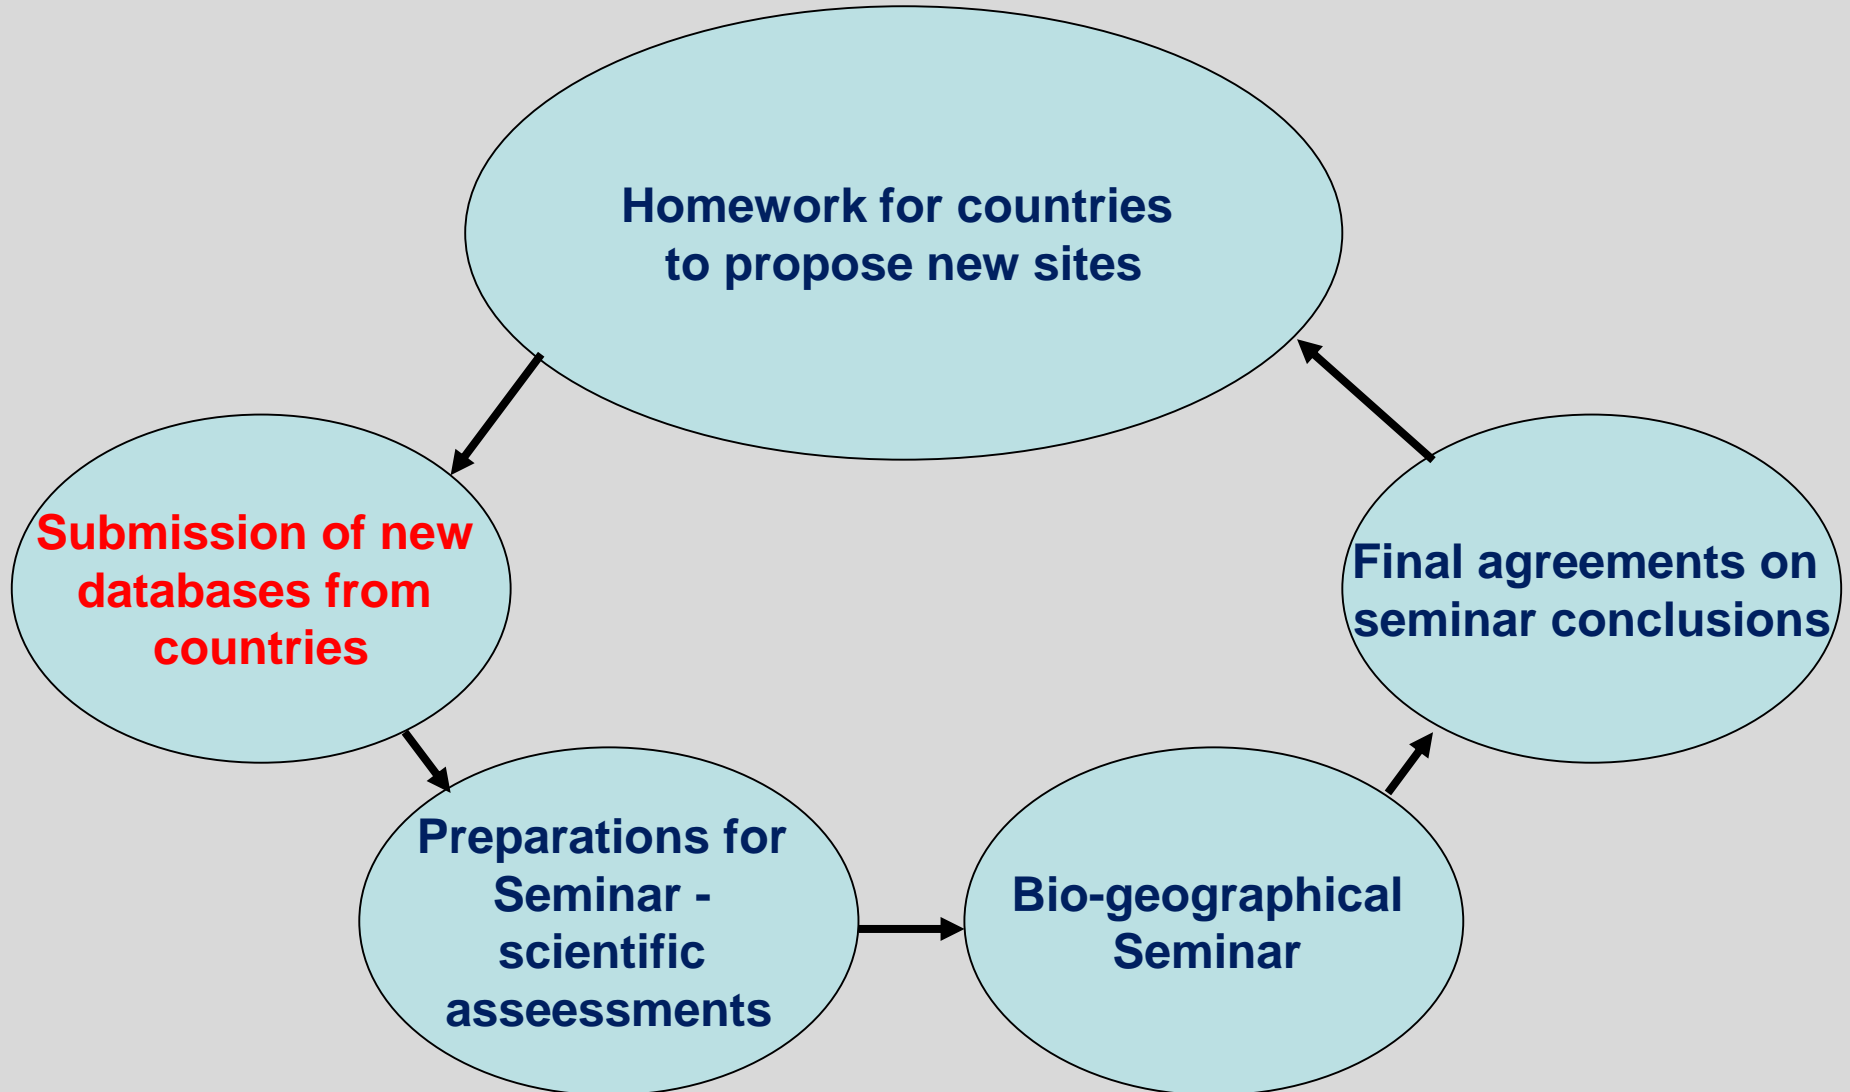 Homework for countries
to propose new sites
Submission of new
databases from
countries
Final agreements on
seminar conclusions
Preparations for
Seminar -
scientific
asseessments
Bio-geographical
Seminar